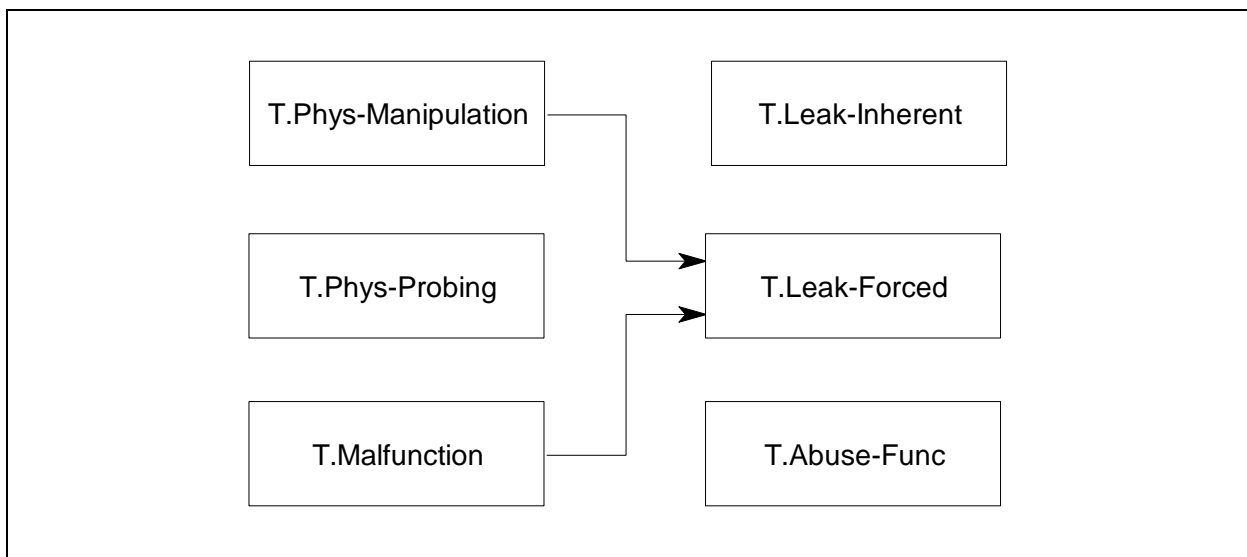 T.Phys-Manipulation
T.Leak-Inherent
T.Phys-Probing
T.Leak-Forced
T.Malfunction
T.Abuse-Func